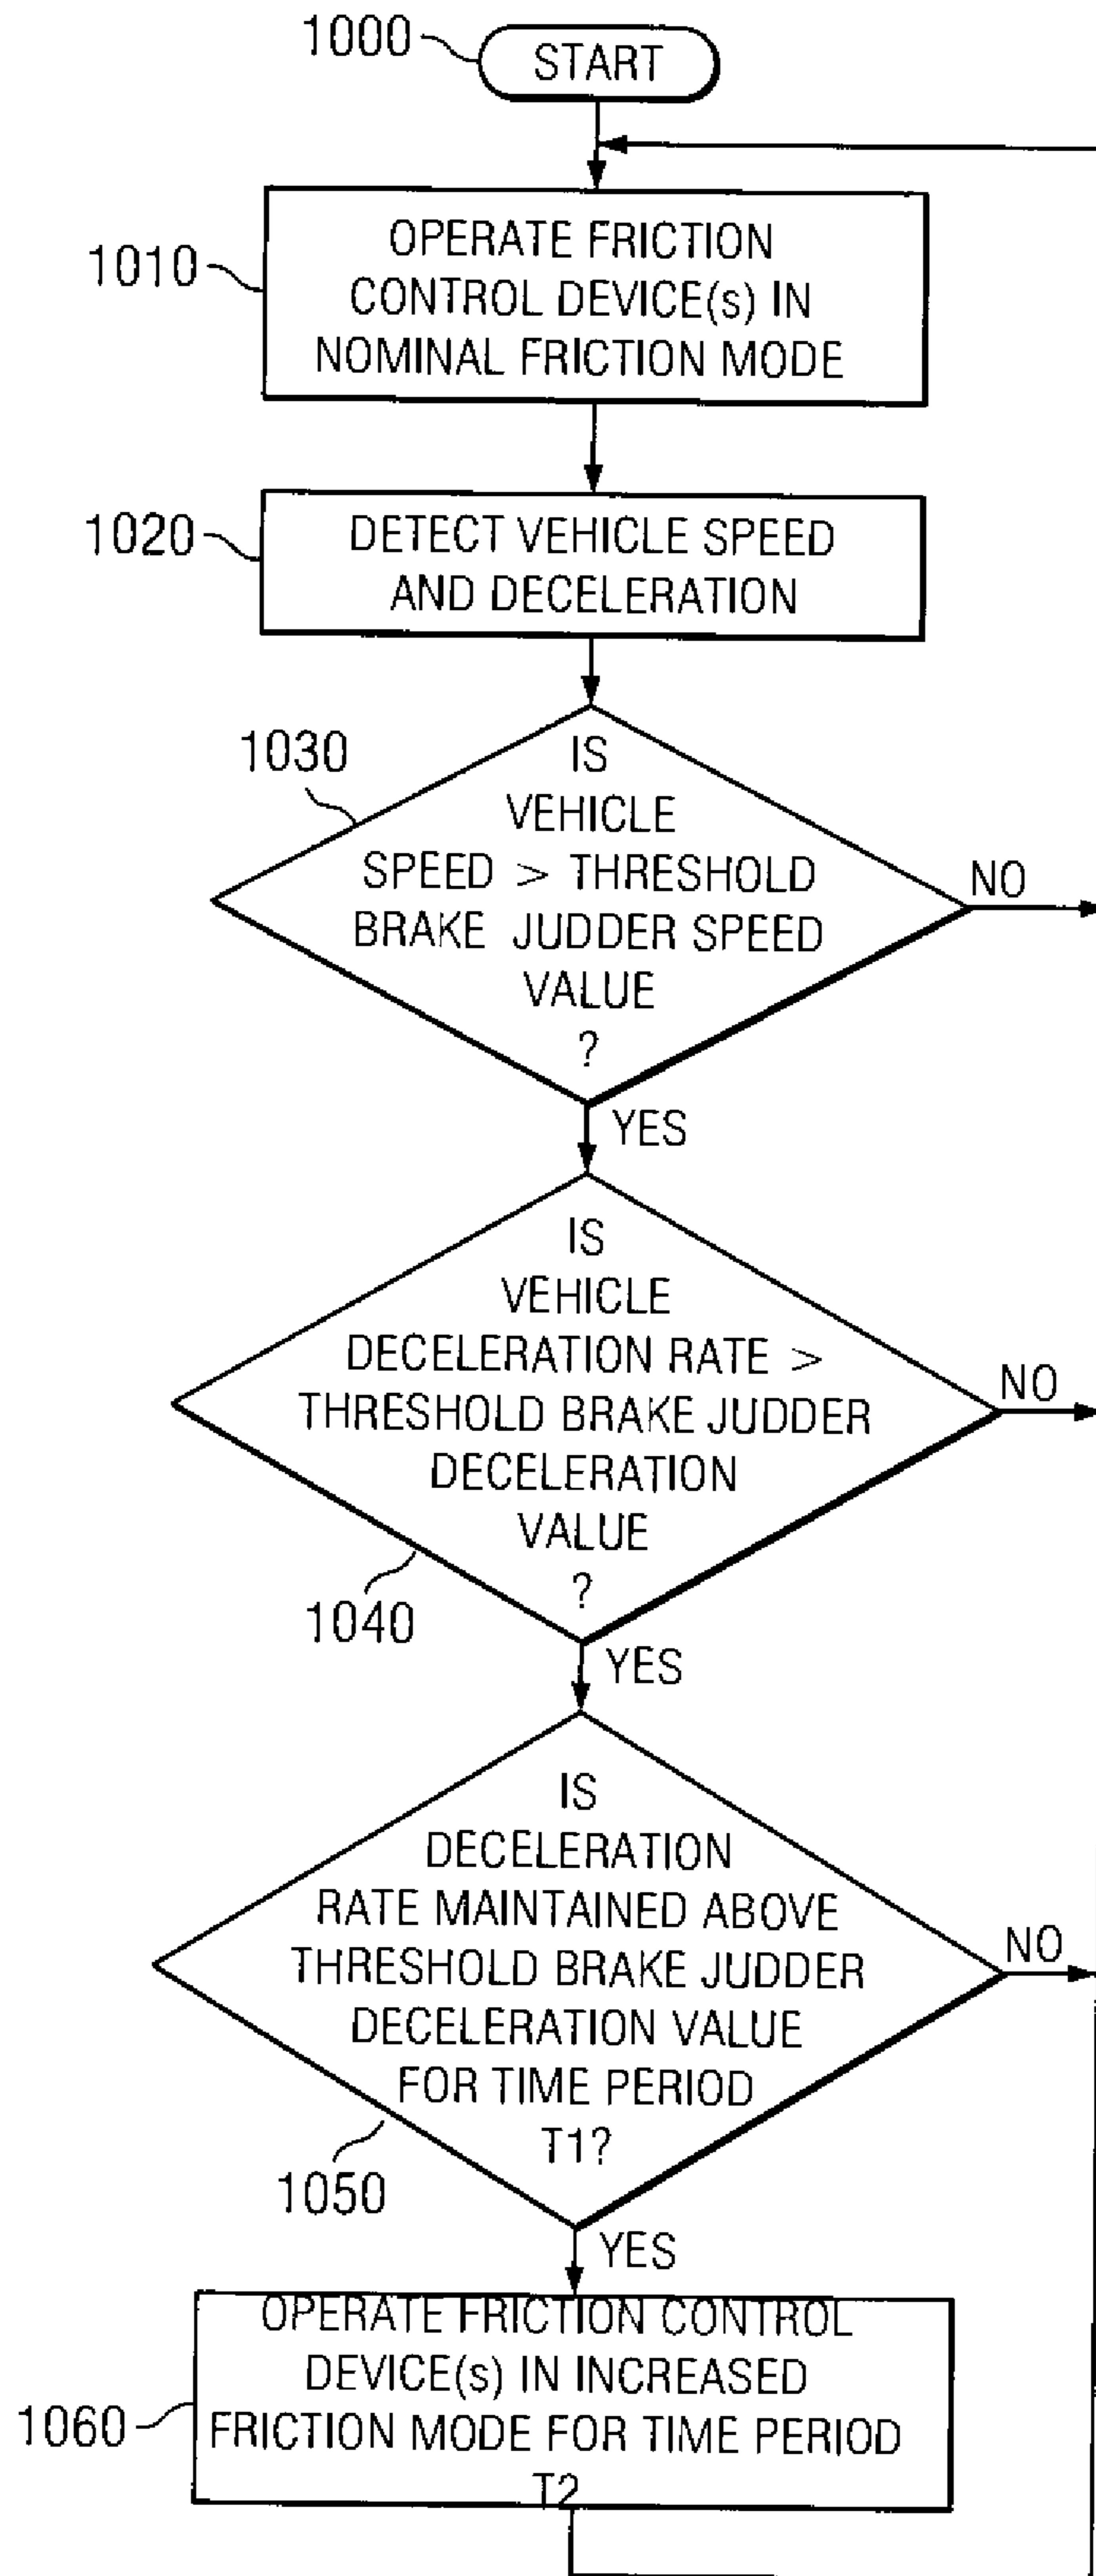 1000
START
1010
OPERATE FRICTION
CONTROL DEVICE(s) IN
NOMINAL FRICTION MODE
1020
DETECT VEHICLE SPEED
AND DECELERATION
1030
IS
VEHICLE
SPEED > THRESHOLD
BRAKE JUDDER SPEED
VALUE
?
NO
YES
IS
VEHICLE
DECELERATION RATE >
THRESHOLD BRAKE JUDDER
DECELERATION
VALUE
?
NO
1040
YES
IS
DECELERATION
RATE MAINTAINED ABOVE
THRESHOLD BRAKE JUDDER
DECELERATION VALUE
FOR TIME PERIOD
T1?
NO
1050
YES
1060
OPERATE FRICTION CONTROL
DEVICE(s) IN INCREASED
FRICTION MODE FOR TIME PERIOD
T2